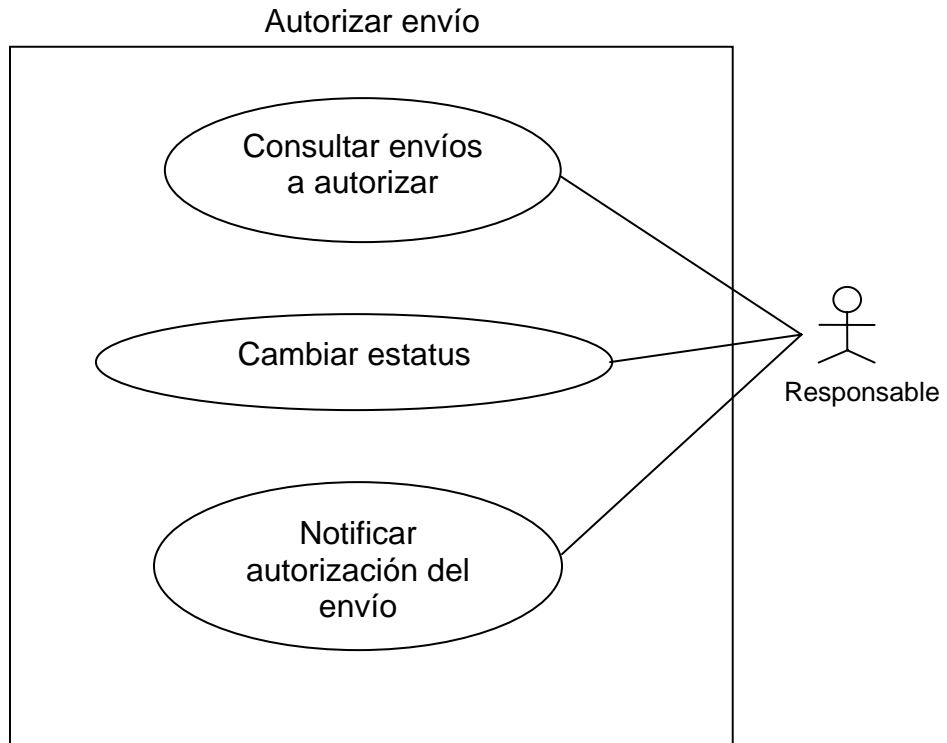 Autorizar envío
Consultar envíos
a autorizar
Cambiar estatus
Responsable
Notificar
autorización del
envío